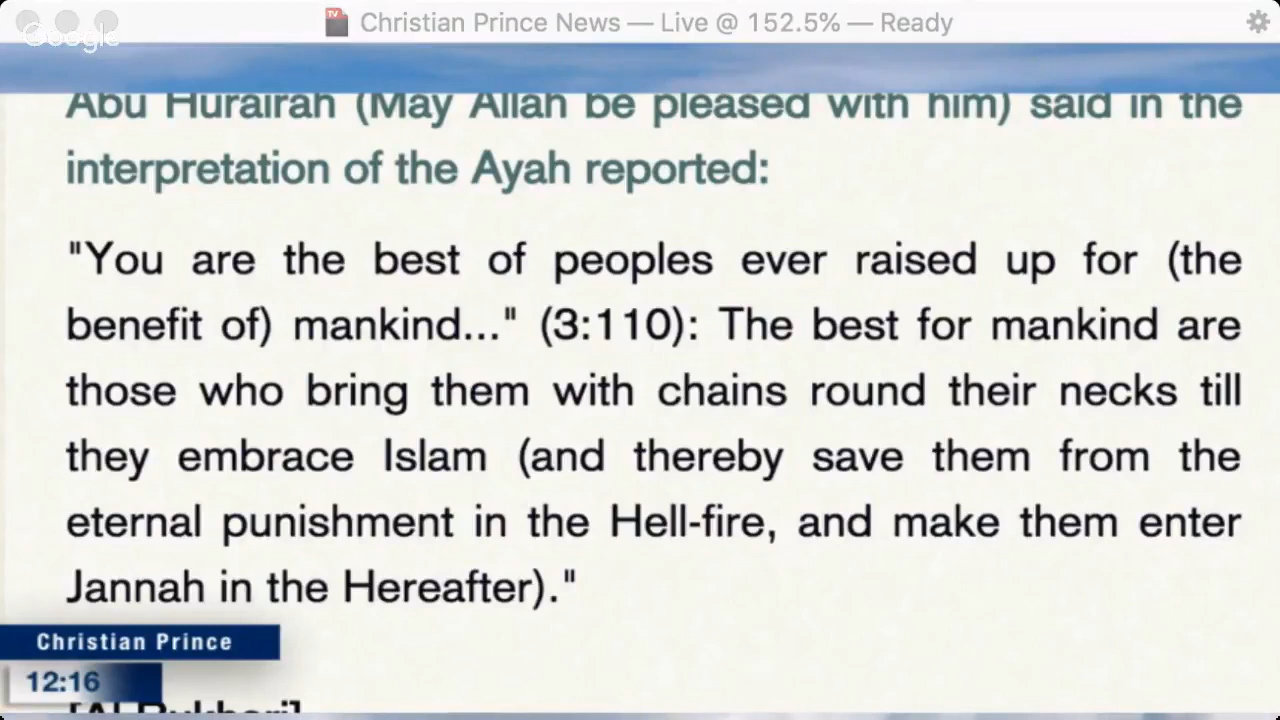 Christian Prince News — Live @ 152.5% — Ready
Google
Abu Hurairah (May Allah be pleased with him) said in the
interpretation of the Ayah reported:
"You are the best of peoples ever raised up for (the
benefit of) mankind..." (3:110): The best for mankind are
those who bring them with chains round their necks till
they embrace Islam (and thereby save them from the
eternal punishment in the Hell-fire, and make them enter
Jannah in the Hereafter)."
Christian Prince
12:16
[Al-Bukhari]